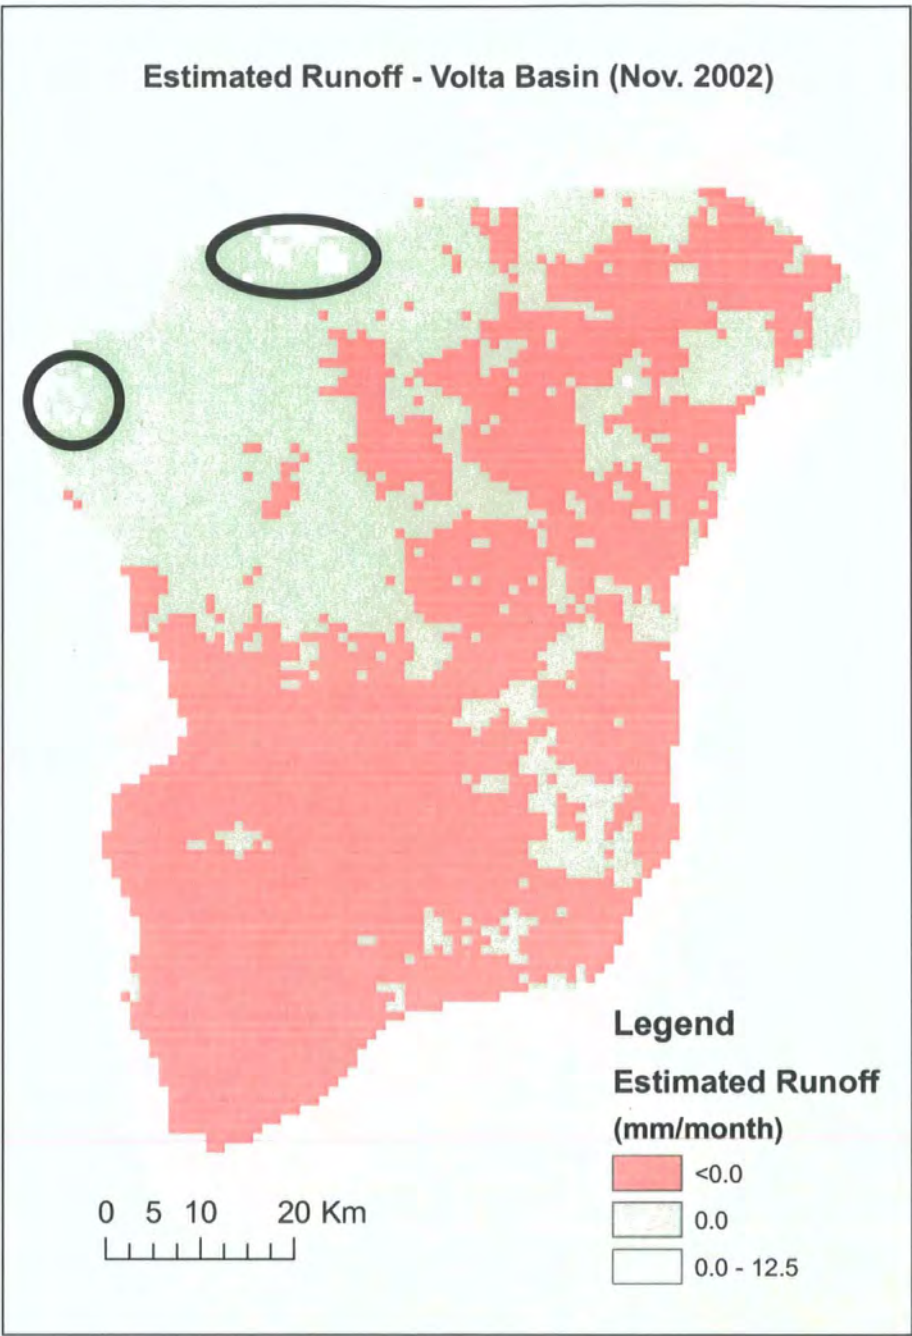 Estimated Runoff - Volta Basin (Nov. 2002)
Legend
Estimated Runoff
(mm/month)
<0.0
0.0
0.0 - 12.5
0 5 10 20 Km